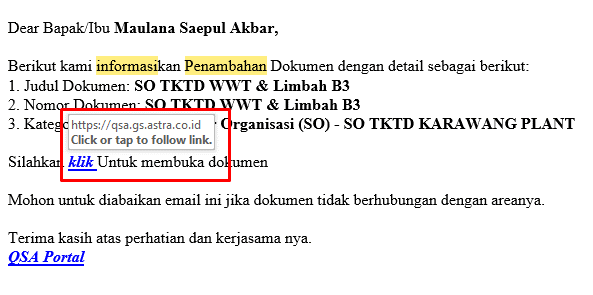 Dear Bapak/Ibu Maulana Saepul Akbar,
Berikut kami informasikan Penambahan Dokumen dengan detail sebagai berikut:
1. Judul Dokumen: SO TKTD WWT & Limbah B3
2. Nomor Dokumen: SO TKTD WWT & Limbah B3
3. Katego Organisasi (SO) - SO TKTD KARAWANG PLANT
https://qsa.gs.astra.co.id
Click or tap to follow link.
Silahkan klik Untuk membuka dokumen
Mohon untuk diabaikan email ini jika dokumen tidak berhubungan dengan areanya.
Terima kasih atas perhatian dan kerjasama nya.
QSA Portal